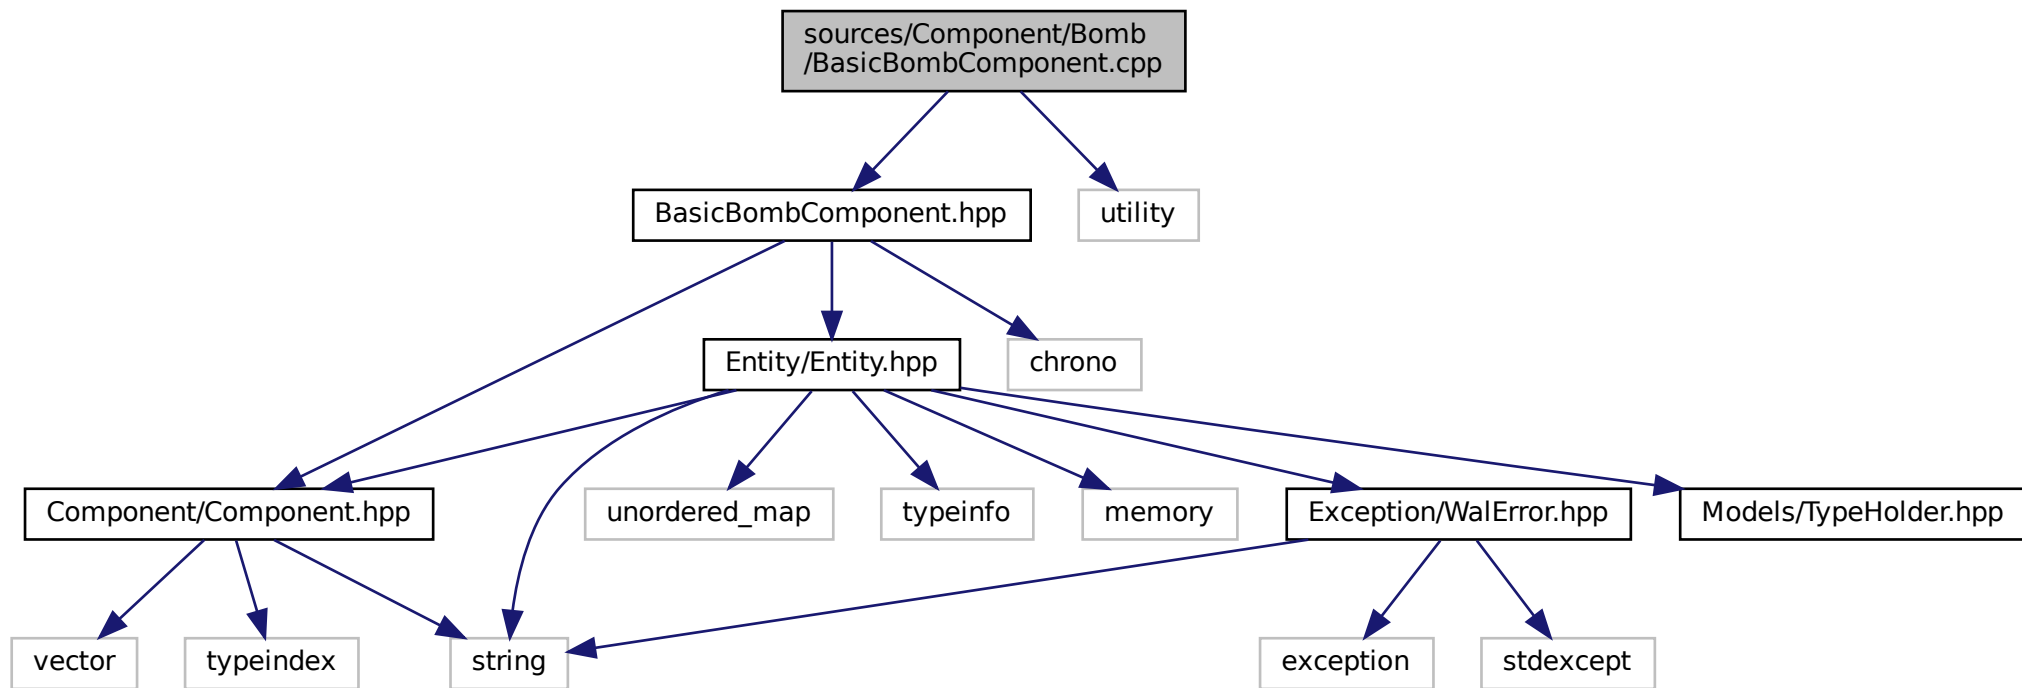 sources/Component/Bomb
/BasicBombComponent.cpp
BasicBombComponent.hpp
utility
Entity/Entity.hpp
chrono
Component/Component.hpp
unordered_map
typeinfo
memory
Exception/WalError.hpp
Models/TypeHolder.hpp
vector
typeindex
string
exception
stdexcept